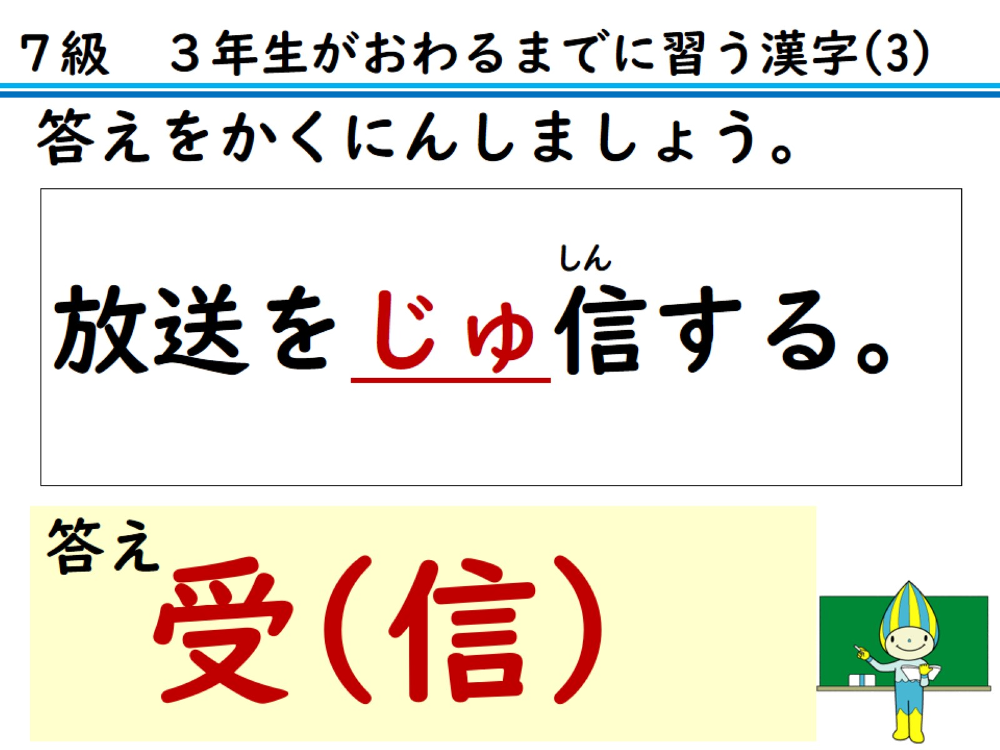 ７級　３年生がおわるまでに習う漢字(3)
答えをかくにんしましょう。
しん
放送をじゅ信する。
答え
受(信)